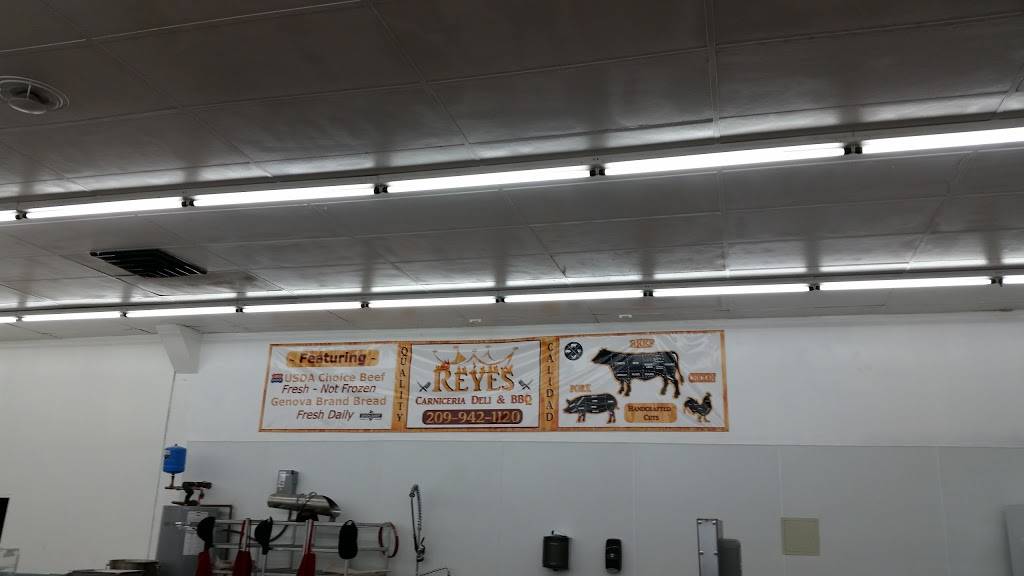 - Featuring -
USDA Choice Beef
Fresh - Not Frozen
Genova Brand Bread
Fresh Daily
QUALITY
REYES
CARNICERIA DELI & BBQ
209-942-1120
CALIDAD
BEEF
PORK
CHICKEN
HANDCRAFTED
CUTS